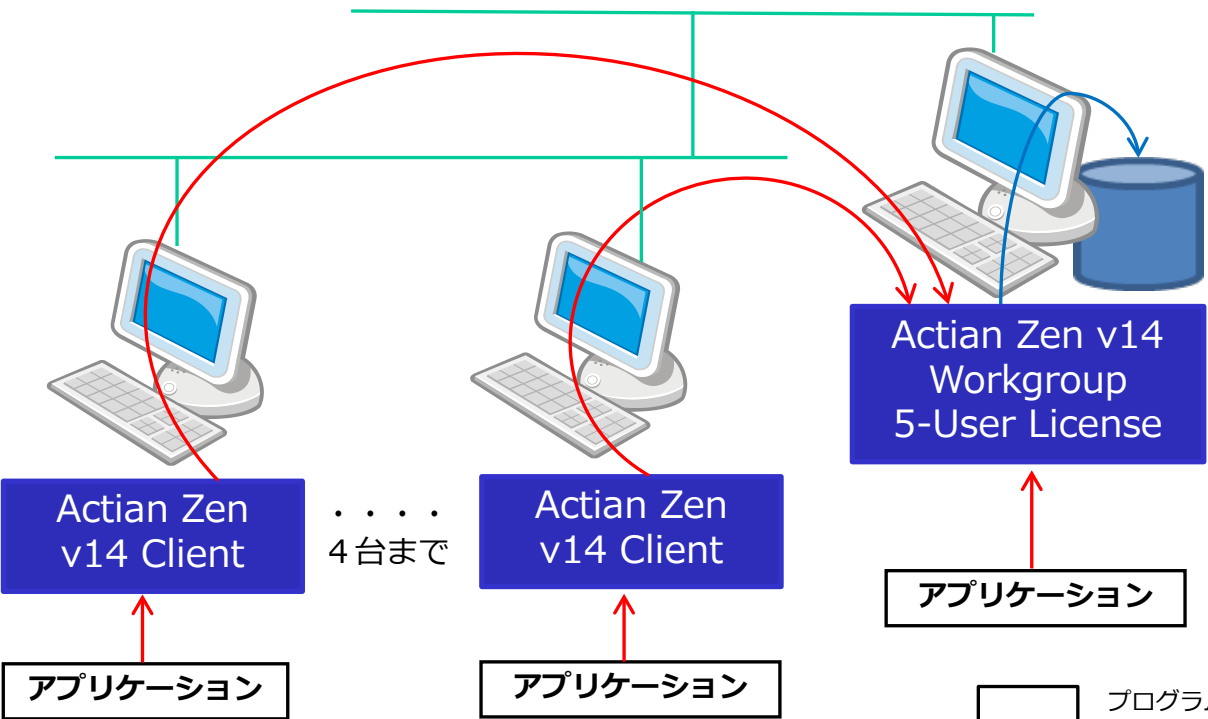 Actian Zen v14
Workgroup
5-User License
Actian Zen
v14 Client
・・・・
4台まで
Actian Zen
v14 Client
アプリケーション
アプリケーション
アプリケーション